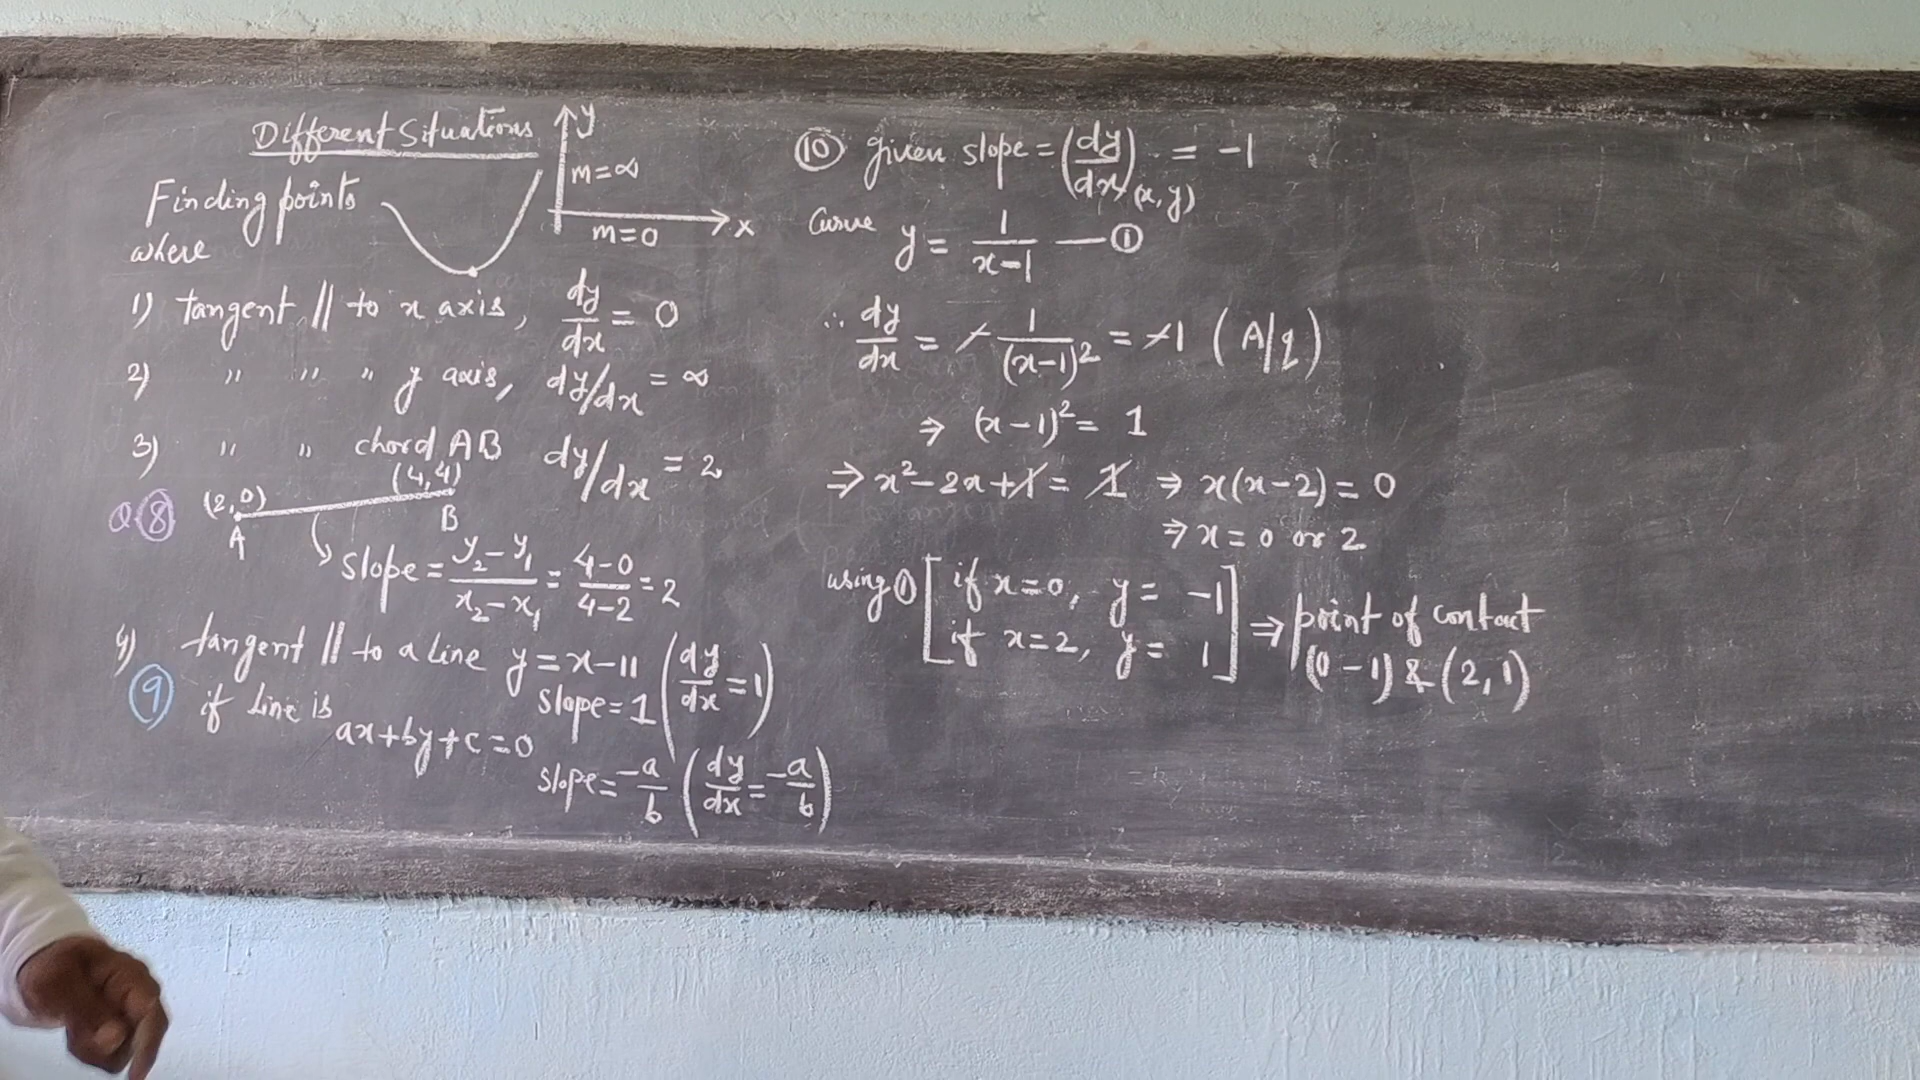 Different Situations
y
m=∞
m=0
x
Finding points
where
1) tangent || to x axis, dy/dx = 0
2) " " " y axis, dy/dx = ∞
3) " " chord AB dy/dx = 2
Q.8 (2,0) (4,4)
A B
slope = y₂-y₁/x₂-x₁ = 4-0/4-2 = 2
4) tangent || to a line y=x-11 (dy/dx=1)
slope=1
9 if line is
ax+by+c=0
slope=-a/b (dy/dx=-a/b)
10 given slope = (dy/dx)(x,y) = -1
Curve y = 1/x-1 —①
∴ dy/dx = -1/(x-1)² = -1 (A/q)
⇒ (x-1)² = 1
⇒ x²-2x+1 = 1 ⇒ x(x-2) = 0
⇒ x=0 or 2
using ① [if x=0, y= -1
if x=2, y= 1] ⇒ point of contact
(0-1) & (2,1)